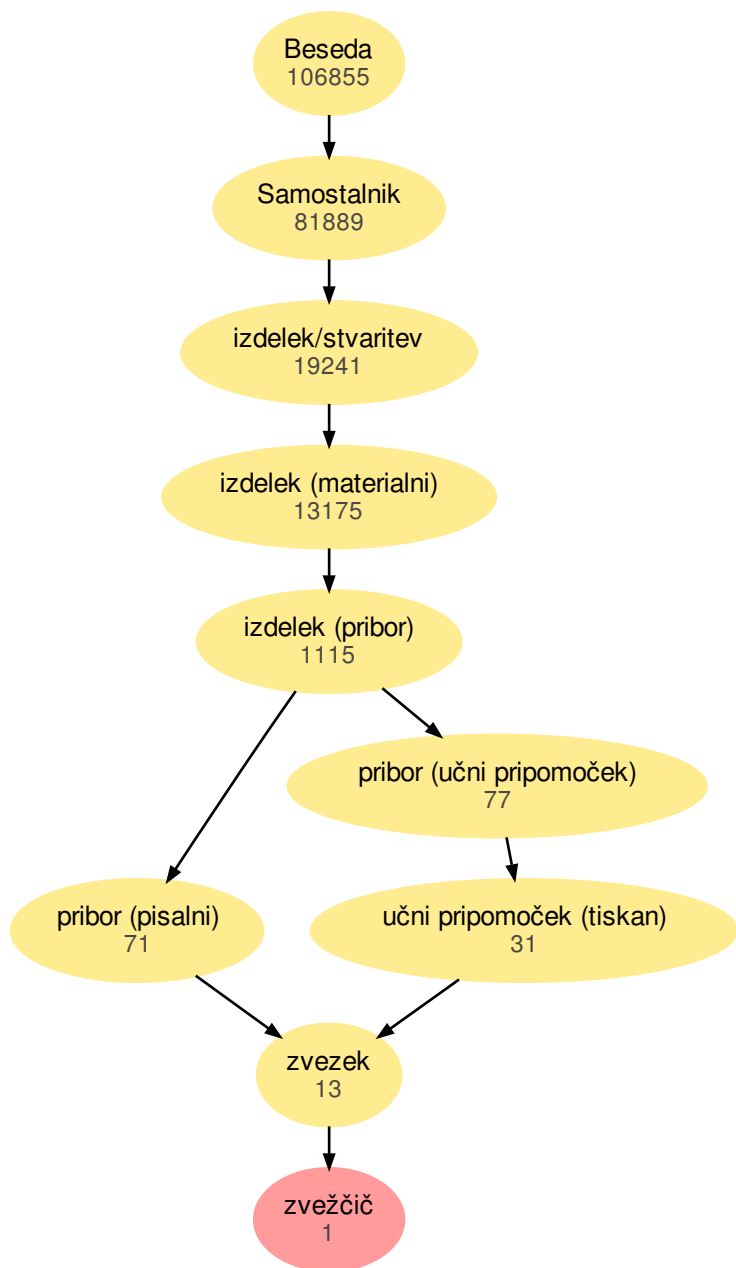 Beseda
106855
Samostalnik
81889
izdelek/stvaritev
19241
izdelek (materialni)
13175
izdelek (pribor)
1115
pribor (učni pripomoček)
77
pribor (pisalni)
71
učni pripomoček (tiskan)
31
zvezek
13
zvežčič
1